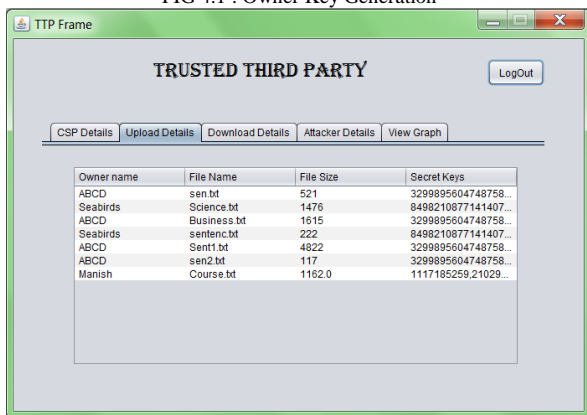 FIG 4.1 : Owner Key Generation
TTP Frame
TRUSTED THIRD PARTY
LogOut
CSP Details Upload Details Download Details Attacker Details View Graph
Owner name File Name File Size Secret Keys
ABCD sen.txt 521 3299895604748758...
Seabirds Science.txt 1476 8498210877141407...
ABCD Business.txt 1615 3299895604748758...
Seabirds sentenc.txt 222 8498210877141407...
ABCD Sent1.txt 4822 3299895604748758...
ABCD sen2.txt 117 3299895604748758...
Manish Course.txt 1162.0 1117185259,21029...